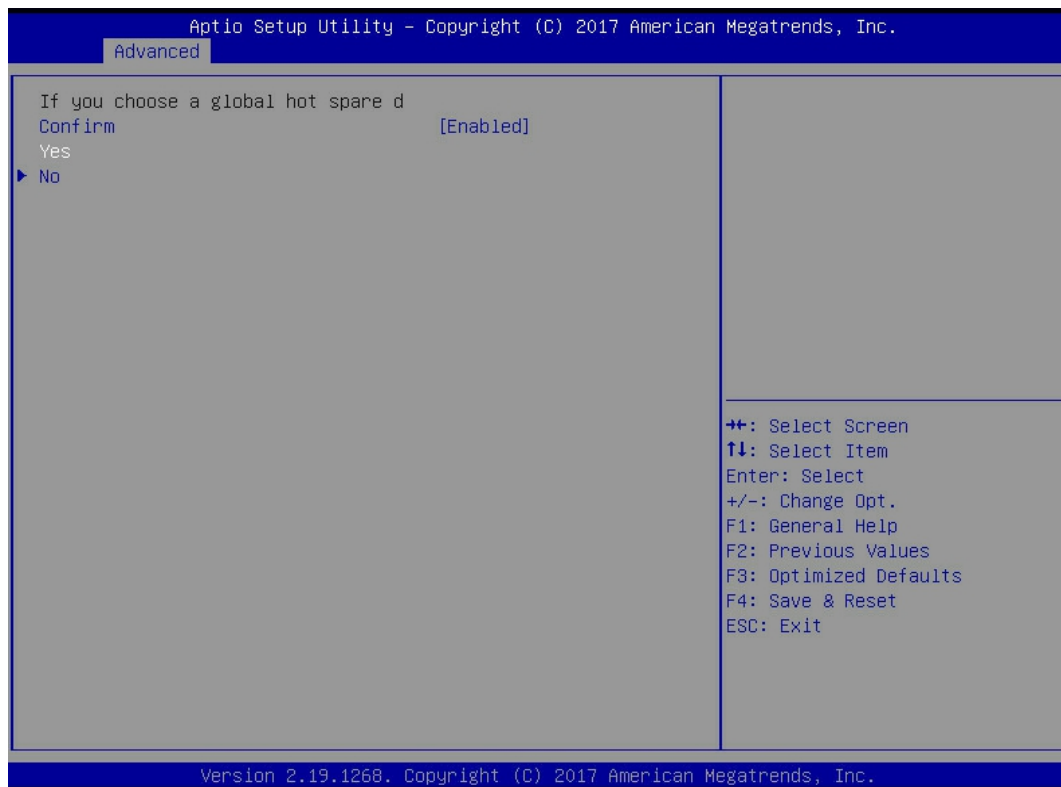 Aptio Setup Utility – Copyright (C) 2017 American Megatrends, Inc.
Advanced
If you choose a global hot spare d
Confirm [Enabled]
Yes
► No
→←: Select Screen
↑↓: Select Item
Enter: Select
+/-: Change Opt.
F1: General Help
F2: Previous Values
F3: Optimized Defaults
F4: Save & Reset
ESC: Exit
Version 2.19.1268. Copyright (C) 2017 American Megatrends, Inc.